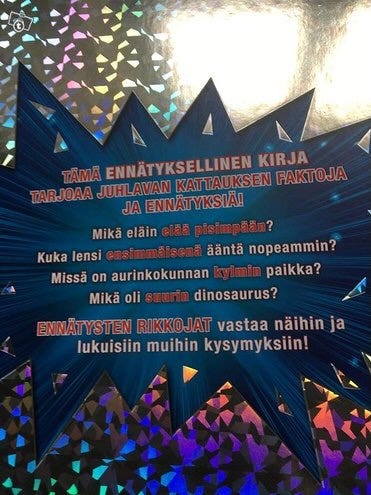 TÄMÄ ENNÄTYKSELLINEN KIRJA
TARJOAA JUHLAVAN KATTAUKSEN FAKTOJA
JA ENNÄTYKSIÄ!
Mikä eläin elää pisimpään?
Kuka lensi ensimmäisenä ääntä nopeammin?
Missä on aurinkokunnan kylmin paikka?
Mikä oli suurin dinosaurus?
ENNÄTYSTEN RIKKOJAT vastaa näihin ja
lukuisiin muihin kysymyksiin!